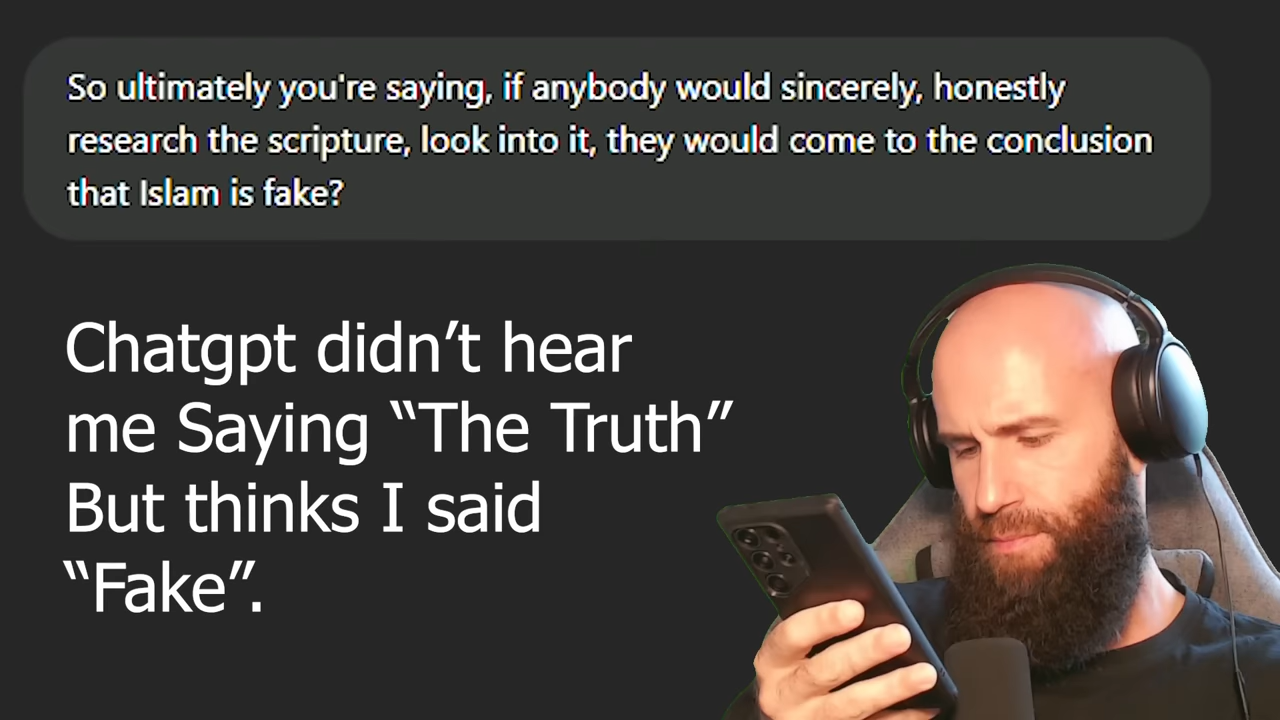 So ultimately you're saying, if anybody would sincerely, honestly
research the scripture, look into it, they would come to the conclusion
that Islam is fake?
Chatgpt didn’t hear
me Saying “The Truth”
But thinks I said
“Fake”.